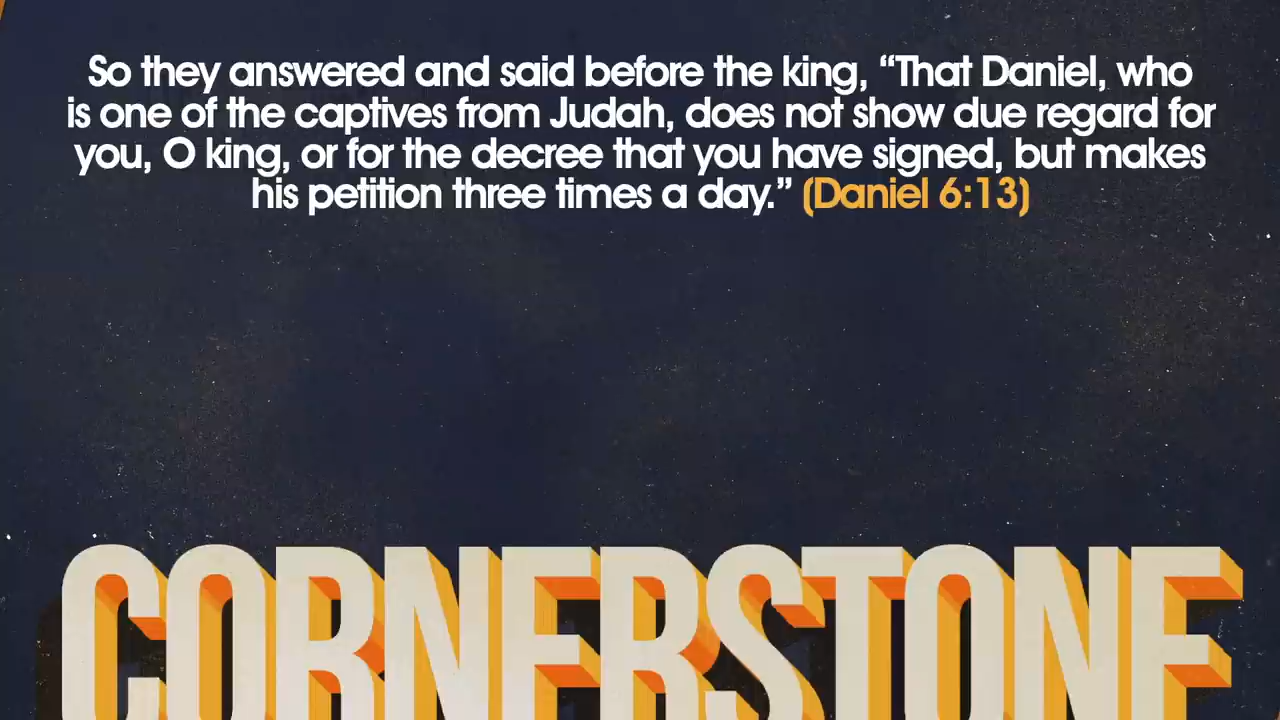 So they answered and said before the king, “That Daniel, who
is one of the captives from Judah, does not show due regard for
you, O king, or for the decree that you have signed, but makes
his petition three times a day.” (Daniel 6:13)
CORNERSTONE